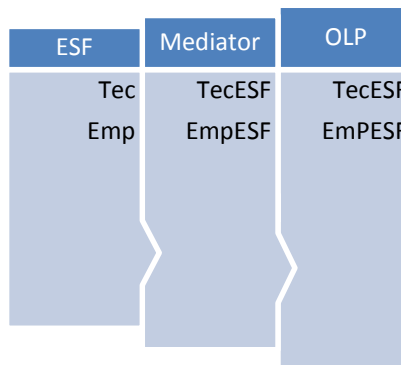 ESF
Tec
Emp
Mediator
TecESF
EmpESF
OLP
TecESF
EmPESF